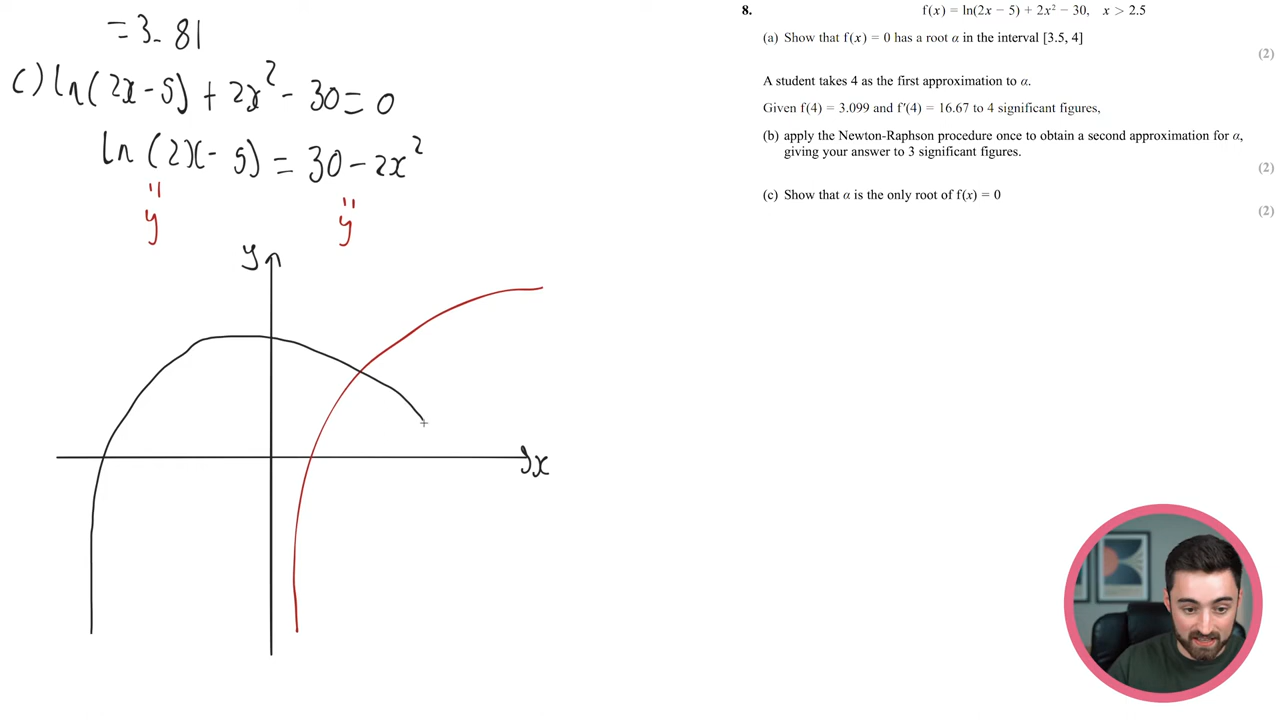 = 3.81
c) ln(2x - 5) + 2x² - 30 = 0
ln(2x - 5) = 30 - 2x²
" "
y y
y
x
8. f(x) = ln(2x − 5) + 2x² − 30, x > 2.5
(a) Show that f(x) = 0 has a root α in the interval [3.5, 4]
(2)
A student takes 4 as the first approximation to α.
Given f(4) = 3.099 and f′(4) = 16.67 to 4 significant figures,
(b) apply the Newton-Raphson procedure once to obtain a second approximation for α,
giving your answer to 3 significant figures.
(2)
(c) Show that α is the only root of f(x) = 0
(2)